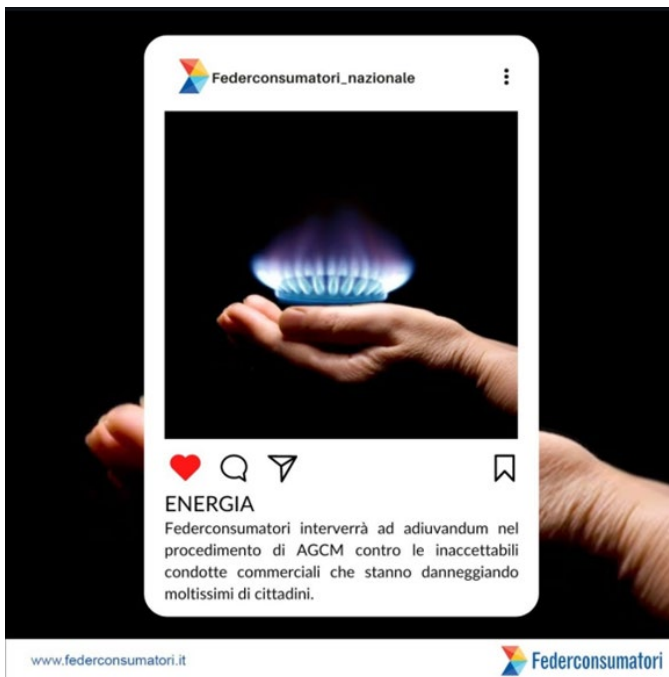 Federconsumatori_nazionale
ENERGIA
Federconsumatori interverrà ad adiuvandum nel
procedimento di AGCM contro le inaccettabili
condotte commerciali che stanno danneggiando
moltissimi di cittadini.
www.federconsumatori.it
Federconsumatori